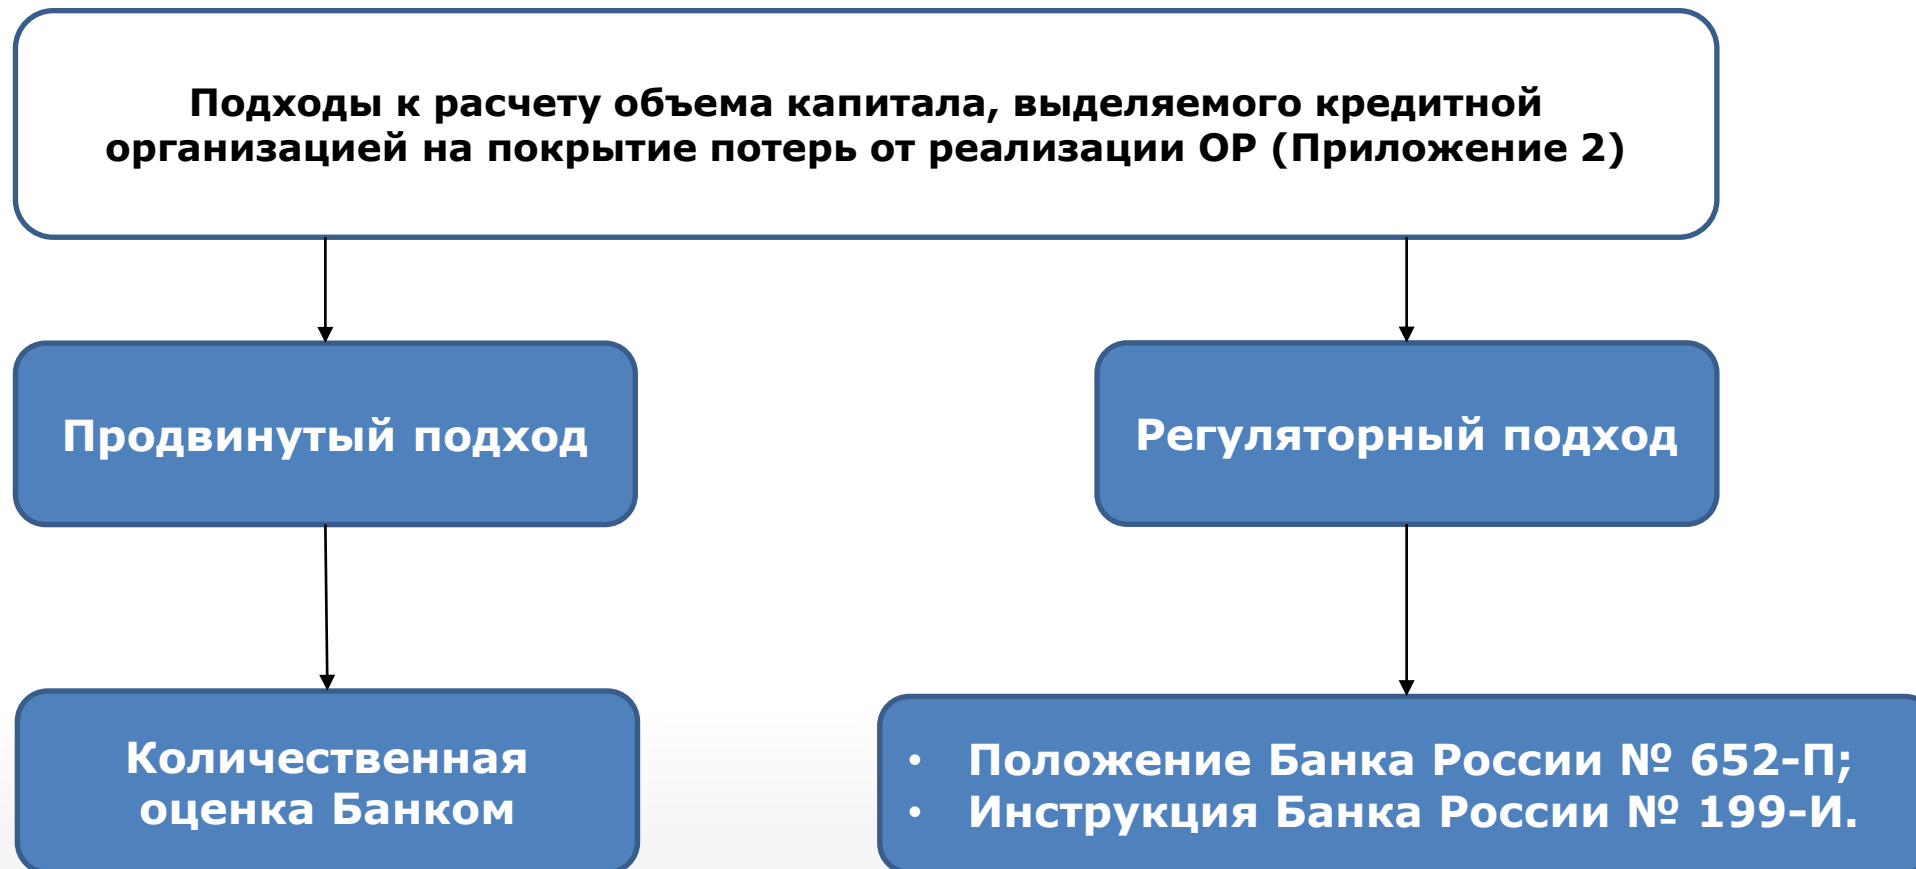 Подходы к расчету объема капитала, выделяемого кредитной
организацией на покрытие потерь от реализации ОР (Приложение 2)
Продвинутый подход
Регуляторный подход
Количественная
оценка Банком
• Положение Банка России № 652-П;
• Инструкция Банка России № 199-И.